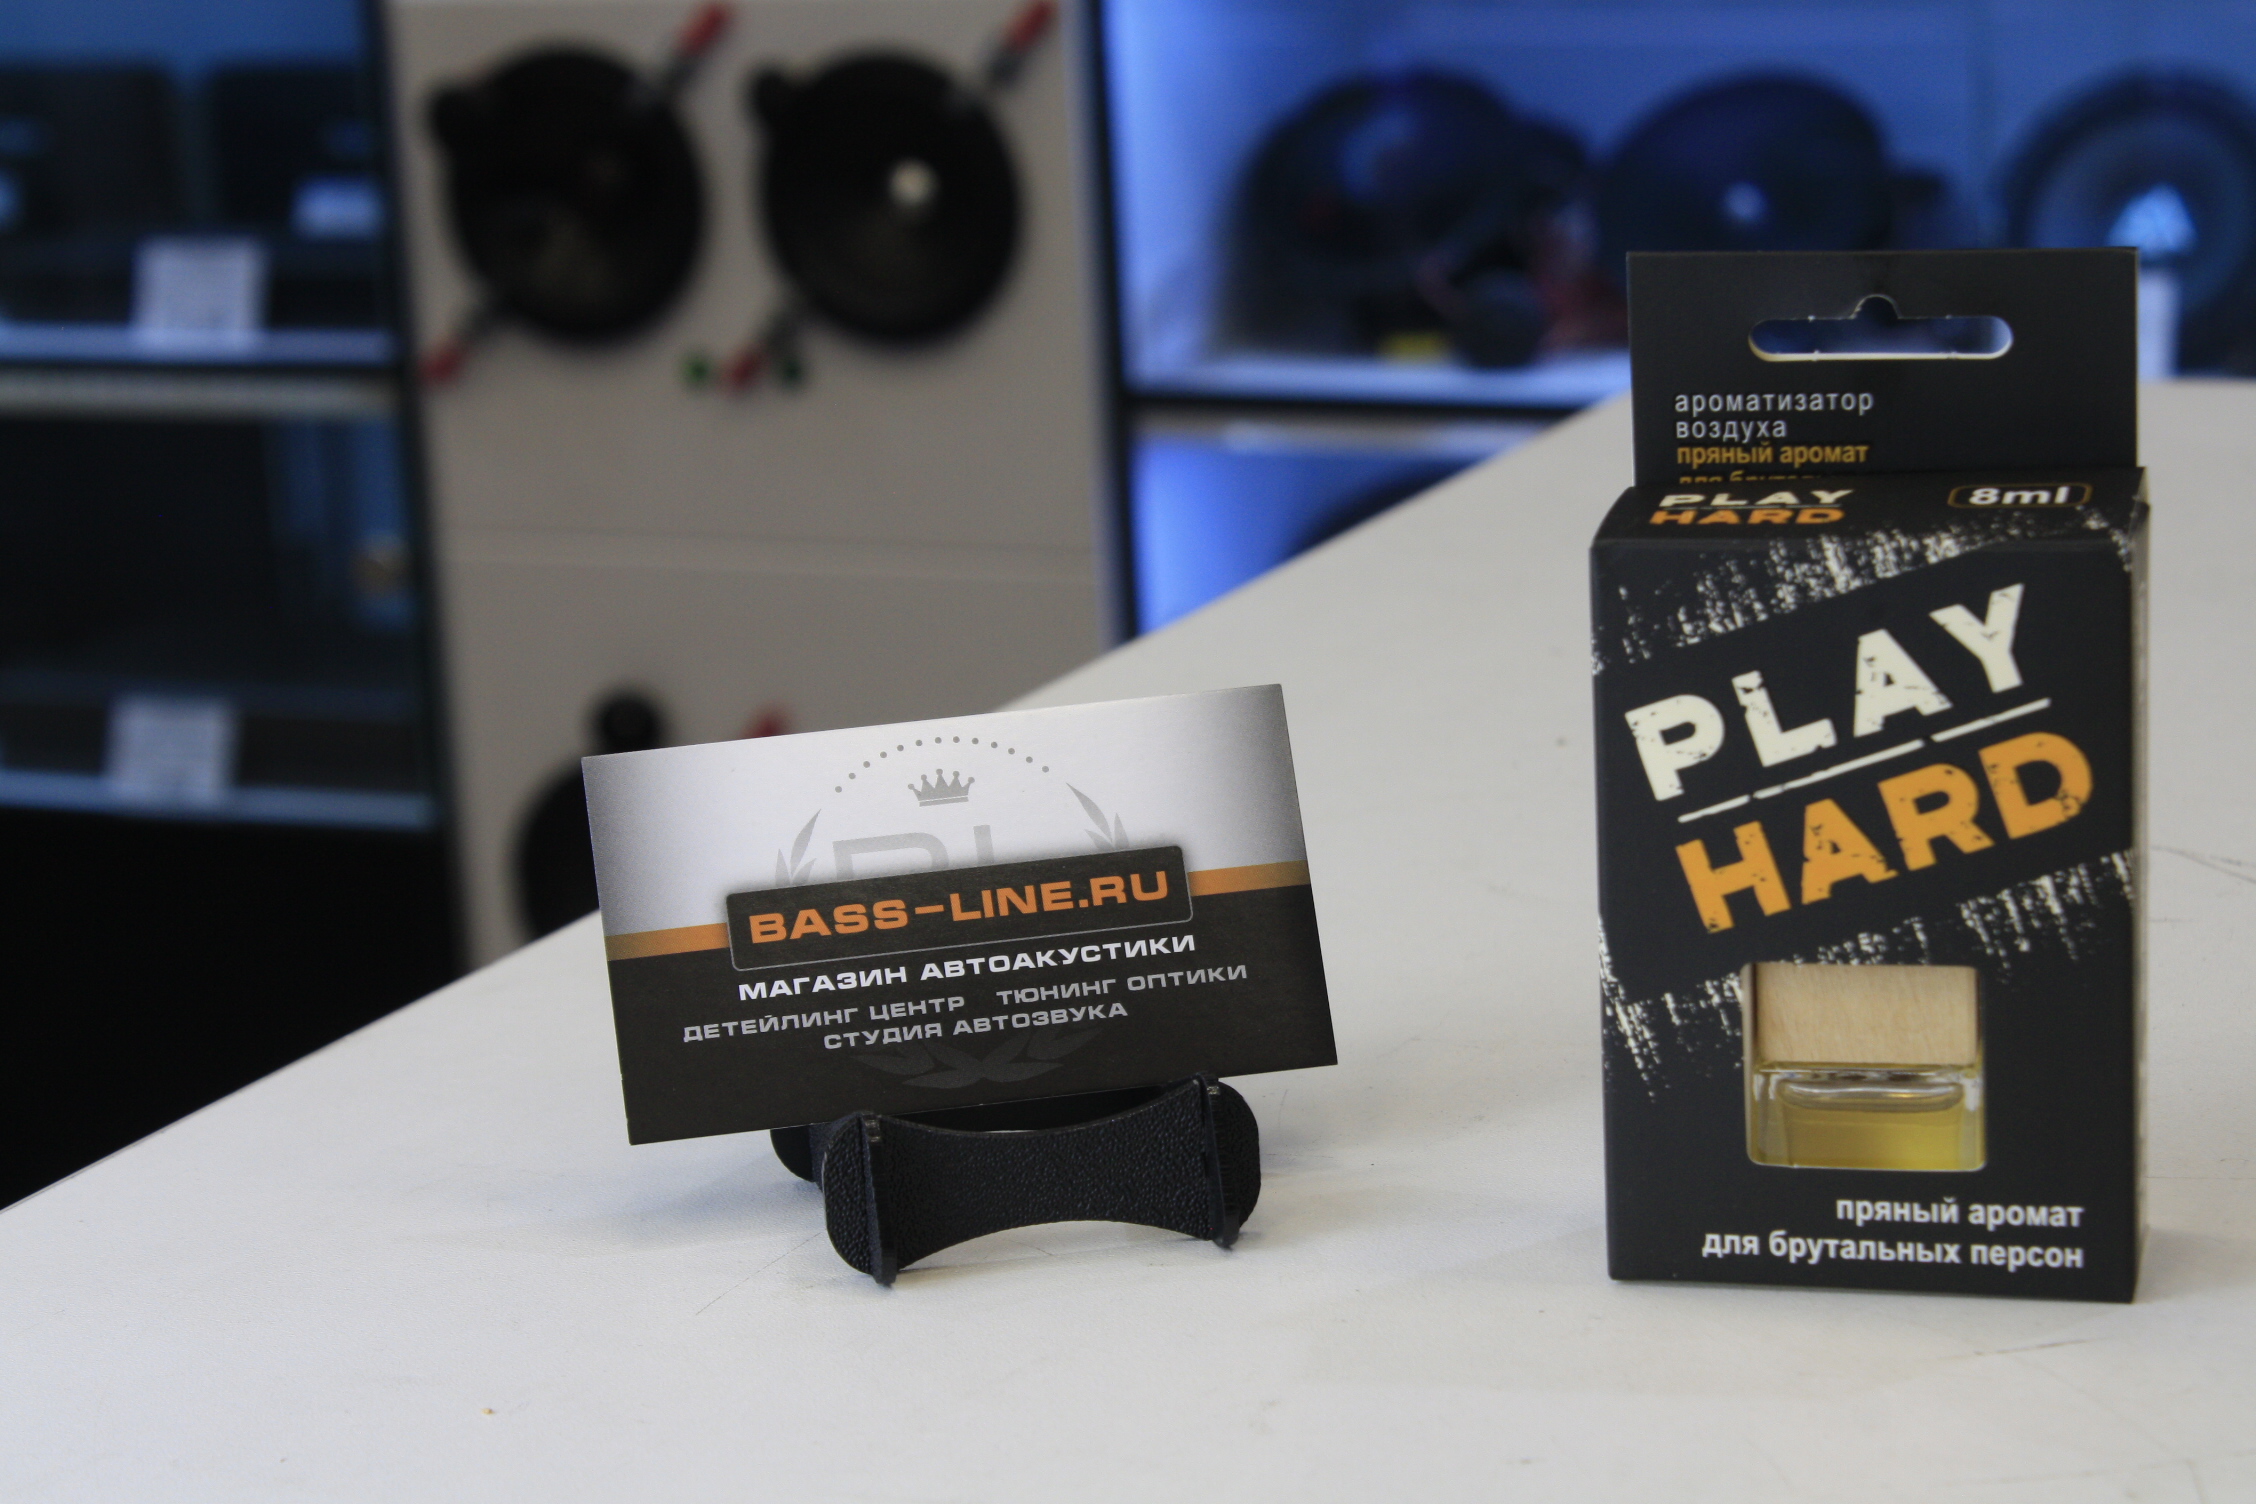 BASS-LINE.RU
МАГАЗИН АВТОАКУСТИКИ
ДЕТЕЙЛИНГ ЦЕНТР ТЮНИНГ ОПТИКИ
СТУДИЯ АВТОЗВУКА
ароматизатор
воздуха
пряный аромат
PLAY
HARD
8ml
PLAY
HARD
пряный аромат
для брутальных персон